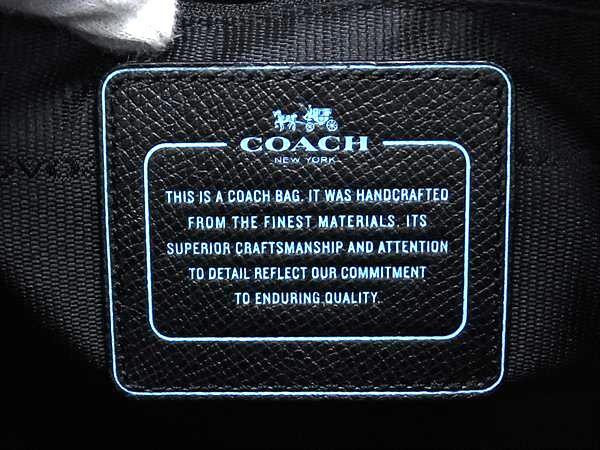 COACH
NEW YORK
THIS IS A COACH BAG. IT WAS HANDCRAFTED
FROM THE FINEST MATERIALS. ITS
SUPERIOR CRAFTSMANSHIP AND ATTENTION
TO DETAIL REFLECT OUR COMMITMENT
TO ENDURING QUALITY.